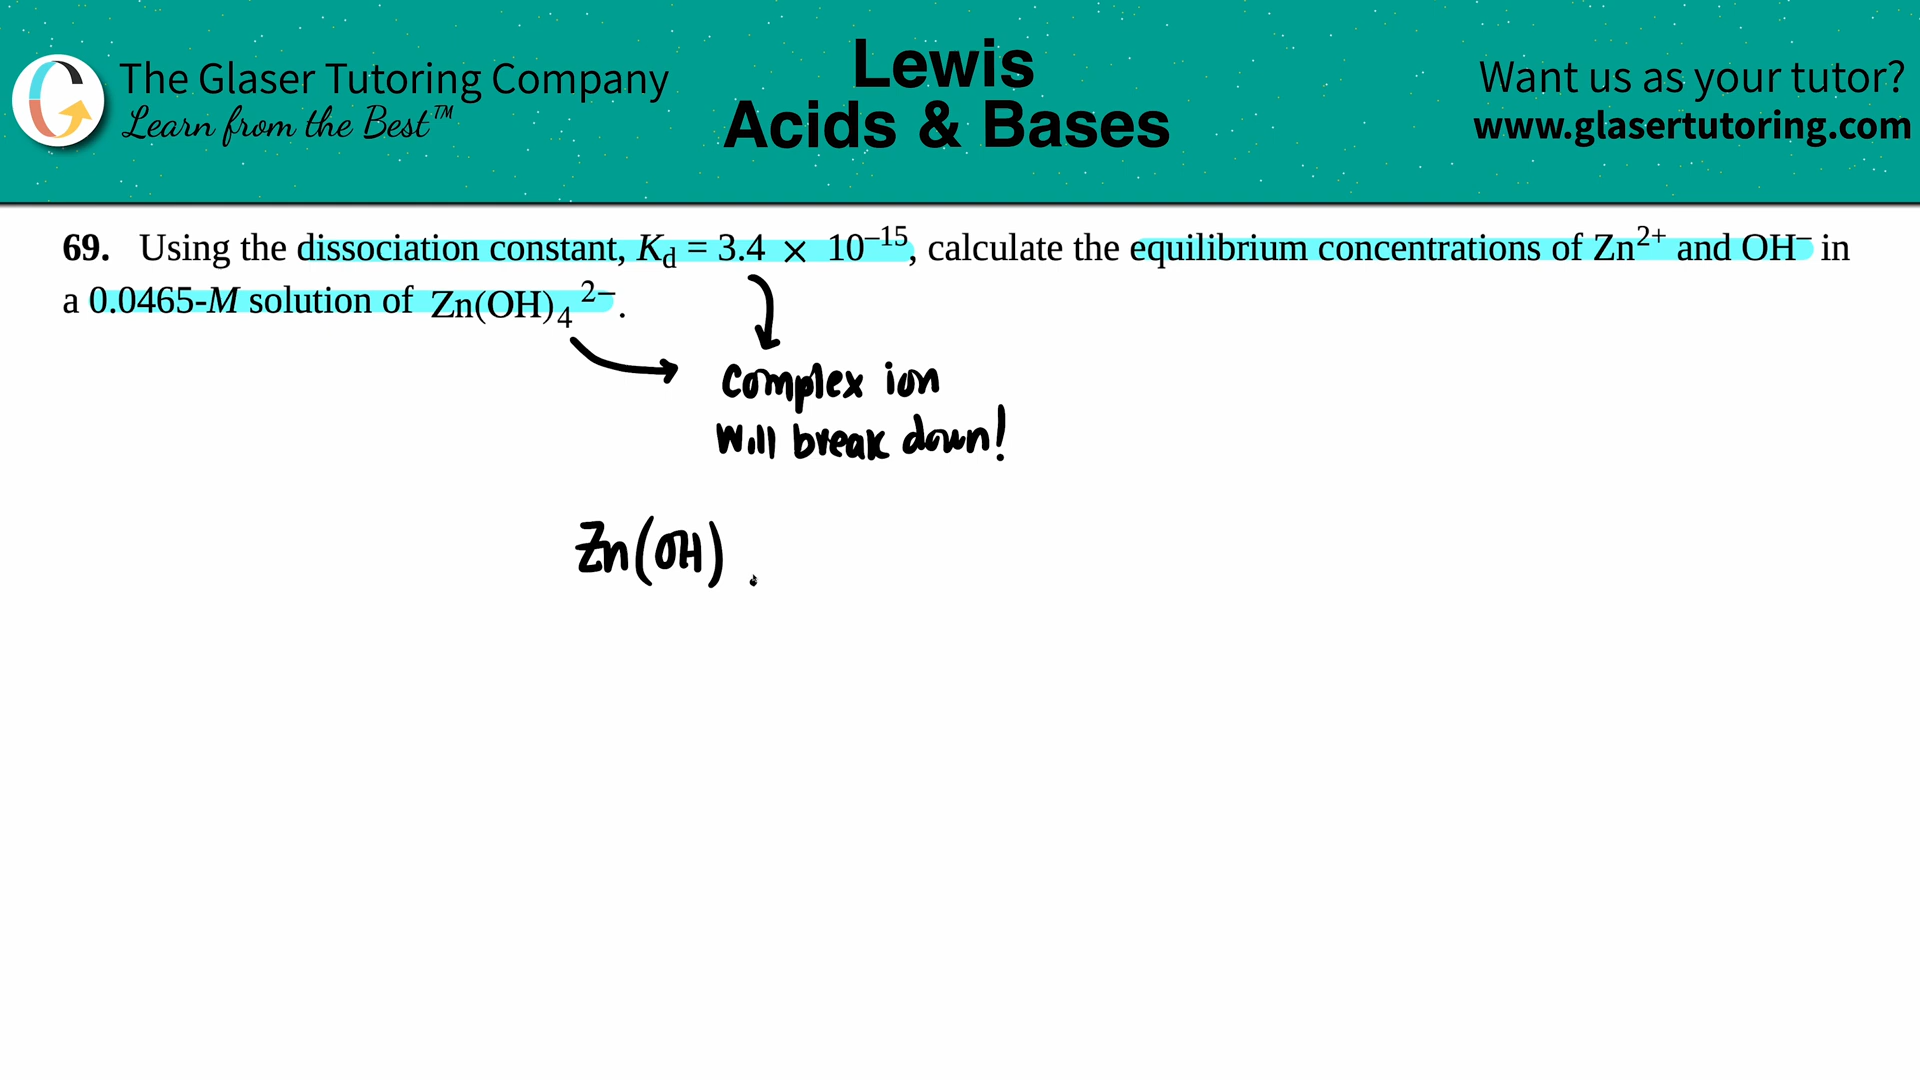 The Glaser Tutoring Company
Learn from the Best™
Lewis
Acids & Bases
Want us as your tutor?
www.glasertutoring.com
69. Using the dissociation constant, K_d = 3.4 × 10⁻¹⁵, calculate the equilibrium concentrations of Zn²⁺ and OH⁻ in
a 0.0465-M solution of Zn(OH)₄²⁻.
Complex ion
Will break down!
Zn(OH)